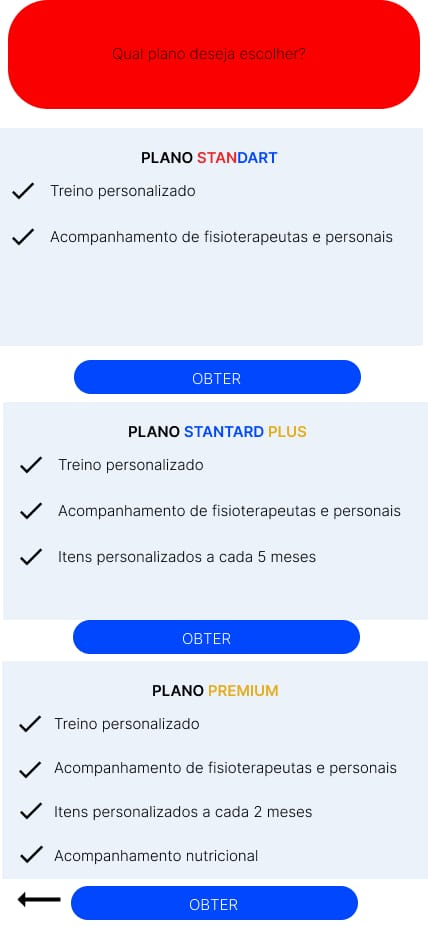 Qual plano deseja escolher?
PLANO STANDART
Treino personalizado
Acompanhamento de fisioterapeutas e personais
OBTER
PLANO STANTARD PLUS
Treino personalizado
Acompanhamento de fisioterapeutas e personais
Itens personalizados a cada 5 meses
OBTER
PLANO PREMIUM
Treino personalizado
Acompanhamento de fisioterapeutas e personais
Itens personalizados a cada 2 meses
Acompanhamento nutricional
OBTER